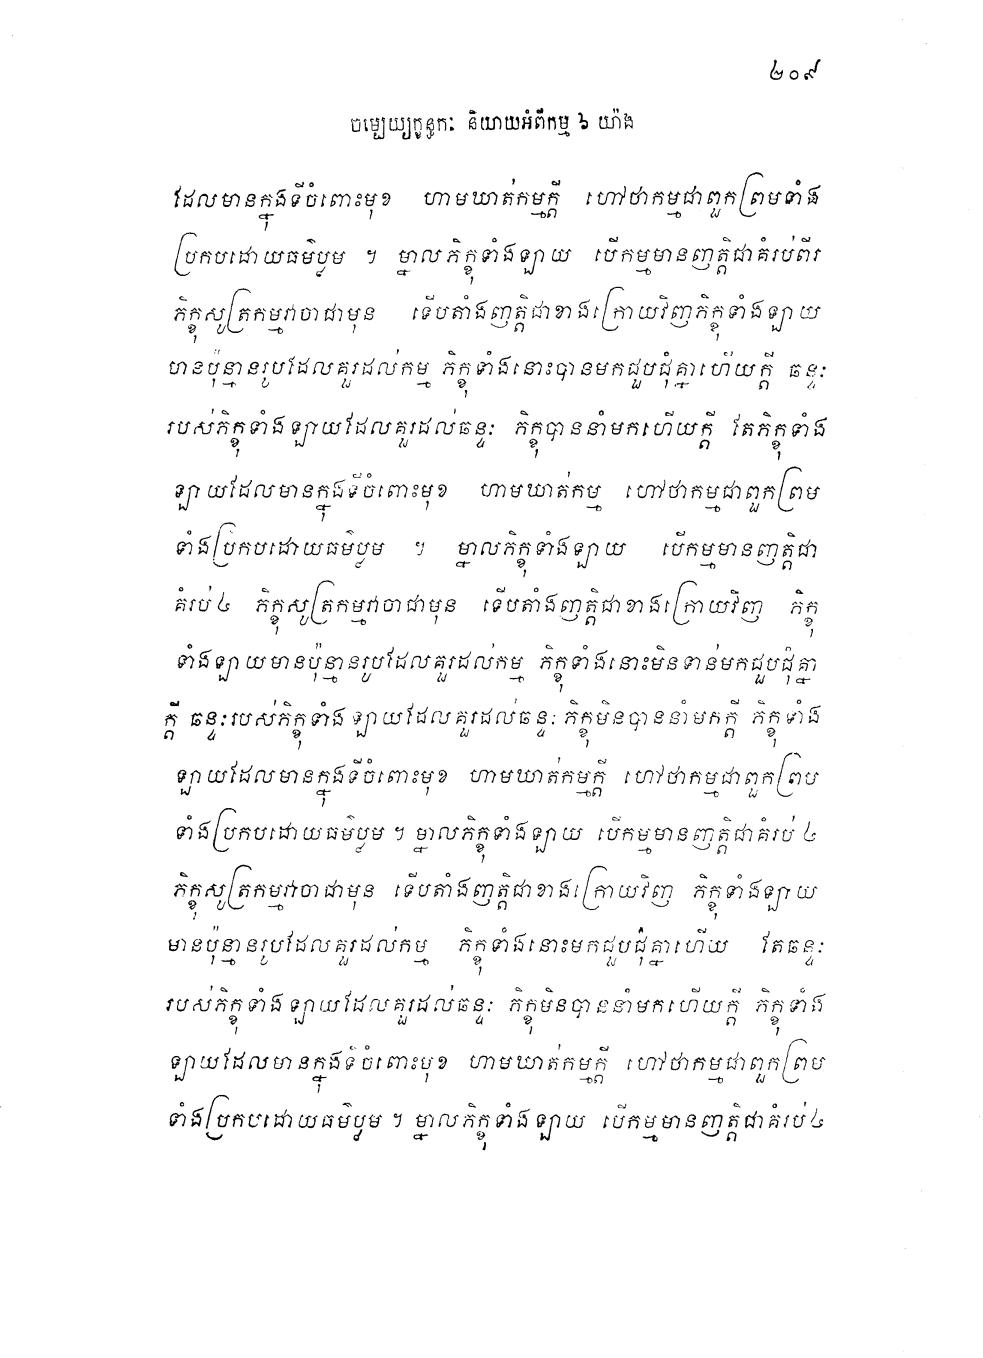 ២០៩
ចម្បេយ្យក្ខន្ធកៈ និយាយអំពីកម្ម ៦ យ៉ាង
ដែលមានក្នុងទីចំពោះមុខ ហាមឃាត់កម្មក្តី ហៅថាកម្មជាពួកព្រមទាំង
ប្រកបដោយធម៌ប្លូម ។ ម្នាលភិក្ខុទាំងឡាយ បើកម្មមានញត្តិជាគំរប់ពីរ
ភិក្ខុសូត្រកម្មវាចាជាមុន ទើបតាំងញត្តិជាខាងក្រោយវិញភិក្ខុទាំងឡាយ
មានប៉ុន្មានរូបដែលគួរដល់កម្ម ភិក្ខុទាំងនោះបានមកជួបជុំគ្នាហើយក្តី ឆន្ទៈ
របស់ភិក្ខុទាំងឡាយដែលគួរដល់ឆន្ទៈ ភិក្ខុបាននាំមកហើយក្តី តែភិក្ខុទាំង
ឡាយដែលមានក្នុងទីចំពោះមុខ ហាមឃាត់កម្ម ហៅថាកម្មជាពួកព្រម
ទាំងប្រកបដោយធម៌ប្លូម ។ ម្នាលភិក្ខុទាំងឡាយ បើកម្មមានញត្តិជា
គំរប់៤ ភិក្ខុសូត្រកម្មវាចាជាមុន ទើបតាំងញត្តិជាខាងក្រោយវិញ ភិក្ខុ
ទាំងឡាយមានប៉ុន្មានរូបដែលគួរដល់កម្ម ភិក្ខុទាំងនោះមិនទាន់មកជួបជុំគ្នា
ក្តី ឆន្ទៈរបស់ភិក្ខុទាំងឡាយដែលគួរដល់ឆន្ទៈ ភិក្ខុមិនបាននាំមកក្តី ភិក្ខុទាំង
ឡាយដែលមានក្នុងទីចំពោះមុខ ហាមឃាត់កម្មក្តី ហៅថាកម្មជាពួកព្រម
ទាំងប្រកបដោយធម៌ប្លូម ។ ម្នាលភិក្ខុទាំងឡាយ បើកម្មមានញត្តិជាគំរប់ ៤
ភិក្ខុសូត្រកម្មវាចាជាមុន ទើបតាំងញត្តិជាខាងក្រោយវិញ ភិក្ខុទាំងឡាយ
មានប៉ុន្មានរូបដែលគួរដល់កម្ម ភិក្ខុទាំងនោះមកជួបជុំគ្នាហើយ តែឆន្ទៈ
របស់ភិក្ខុទាំងឡាយដែលគួរដល់ឆន្ទៈ ភិក្ខុមិនបាននាំមកហើយក្តី ភិក្ខុទាំង
ឡាយដែលមានក្នុងទីចំពោះមុខ ហាមឃាត់កម្មក្តី ហៅថាកម្មជាពួកព្រម
ទាំងប្រកបដោយធម៌ប្លូម ។ ម្នាលភិក្ខុទាំងឡាយ បើកម្មមានញត្តិជាគំរប់ ៤